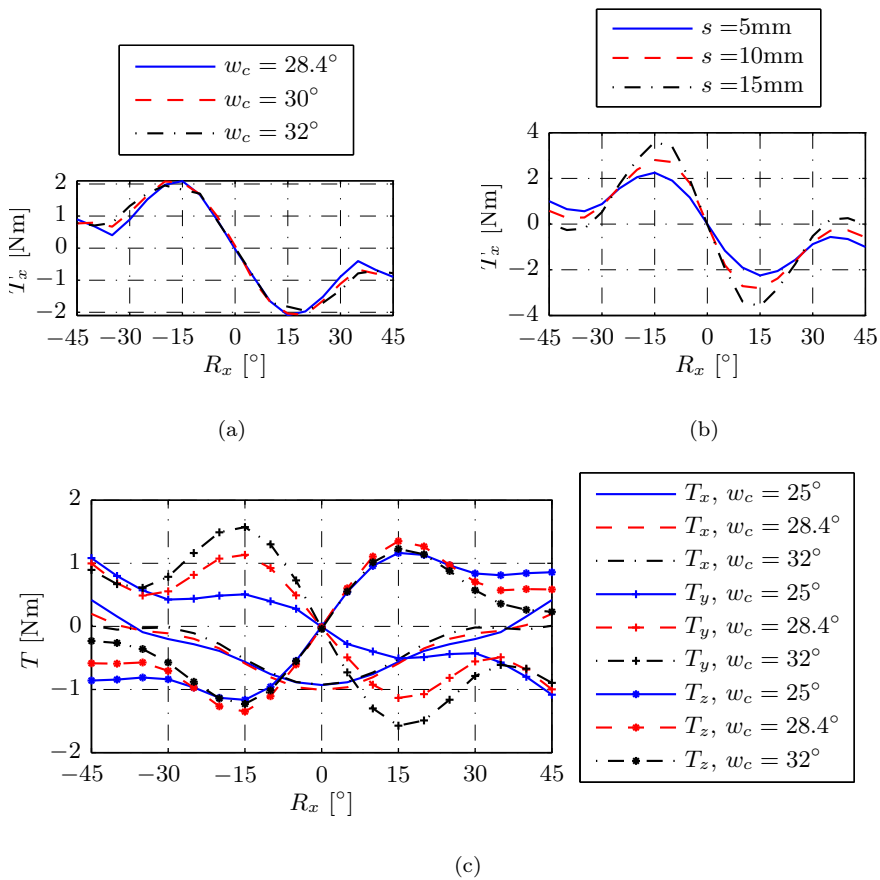 w_c = 28.4°
w_c = 30°
w_c = 32°
T_x [Nm]
2
1
0
−1
−2
−45 −30 −15 0 15 30 45
R_x [°]
(a)
s =5mm
s =10mm
s =15mm
T_x [Nm]
4
2
0
−2
−4
−45 −30 −15 0 15 30 45
R_x [°]
(b)
T [Nm]
2
1
0
−1
−2
−45 −30 −15 0 15 30 45
R_x [°]
T_x, w_c = 25°
T_x, w_c = 28.4°
T_x, w_c = 32°
T_y, w_c = 25°
T_y, w_c = 28.4°
T_y, w_c = 32°
T_z, w_c = 25°
T_z, w_c = 28.4°
T_z, w_c = 32°
(c)